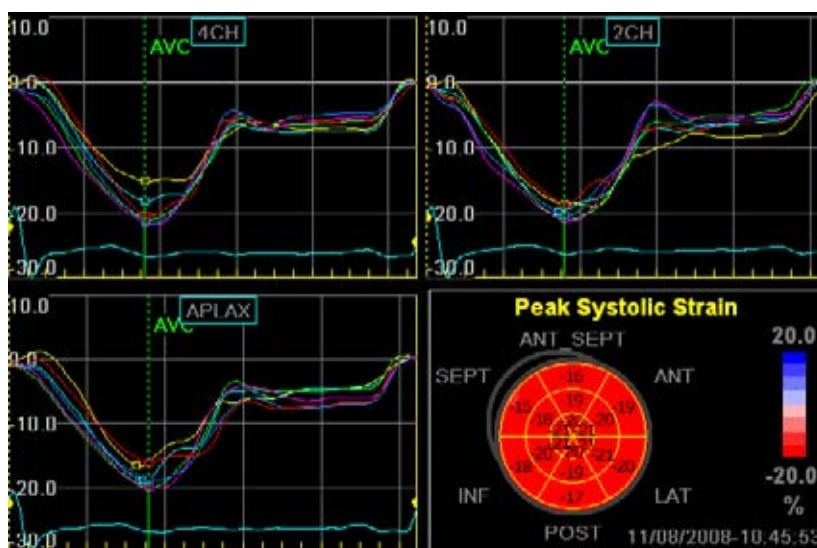 10.0
4CH
AVC
0.0
-10.0
-20.0
-30.0
10.0
2CH
AVC
0.0
-10.0
-20.0
-30.0
10.0
APLAX
AVC
0.0
-10.0
-20.0
-30.0
Peak Systolic Strain
ANT_SEPT
20.0
SEPT
ANT
-16
-15
-19
19
18
20
-18
20
-21
-20
-19
-17
-20.0
%
INF
LAT
POST
11/08/2008-10:45:53